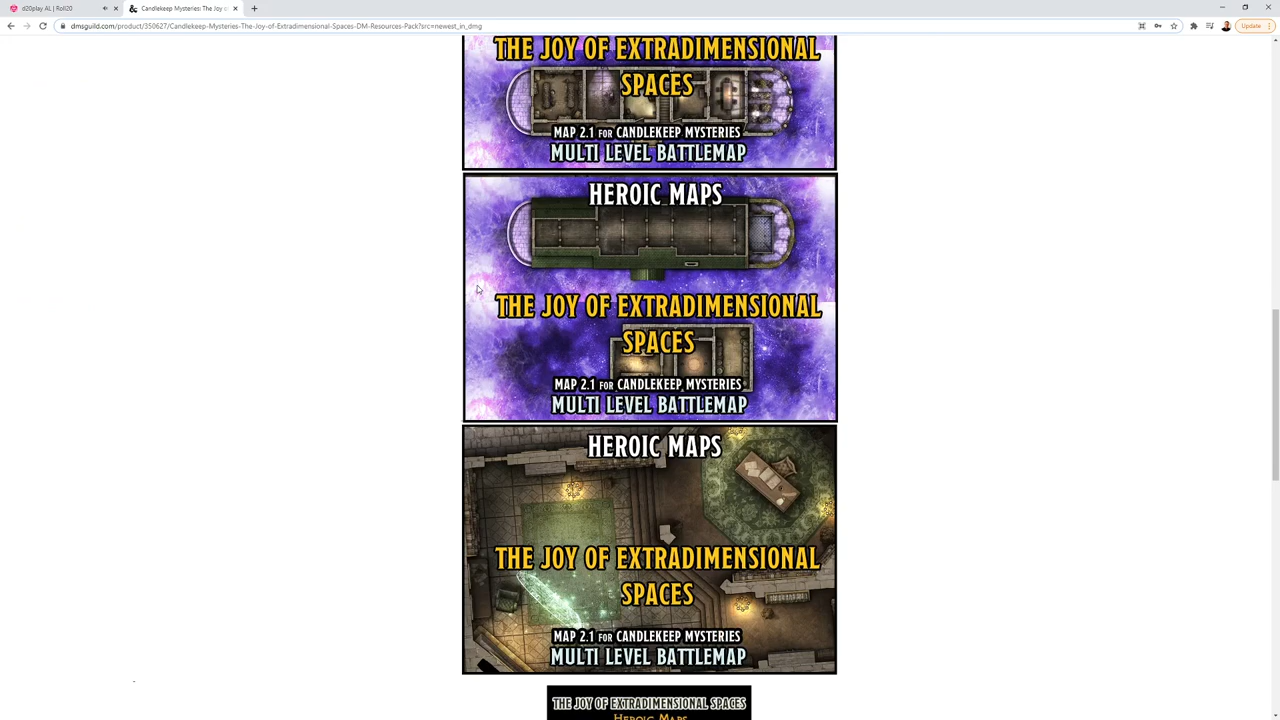 d20play AL | Roll20
Candlekeep Mysteries: The Joy o
dmsguild.com/product/350627/Candlekeep-Mysteries-The-Joy-of-Extradimensional-Spaces-DM-Resources-Pack?src=newest_in_dmg
Update
THE JOY OF EXTRADIMENSIONAL
SPACES
MAP 2.1 FOR CANDLEKEEP MYSTERIES
MULTI LEVEL BATTLEMAP
HEROIC MAPS
THE JOY OF EXTRADIMENSIONAL
SPACES
MAP 2.1 FOR CANDLEKEEP MYSTERIES
MULTI LEVEL BATTLEMAP
HEROIC MAPS
THE JOY OF EXTRADIMENSIONAL
SPACES
MAP 2.1 FOR CANDLEKEEP MYSTERIES
MULTI LEVEL BATTLEMAP
THE JOY OF EXTRADIMENSIONAL SPACES
HEROIC MAPS